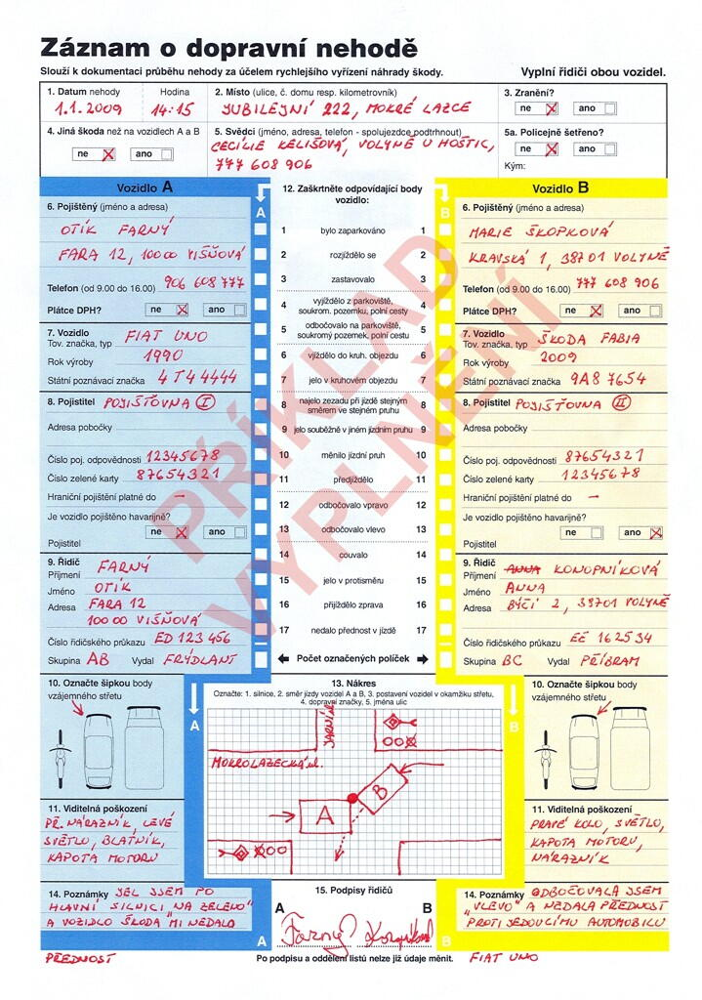 Záznam o dopravní nehodě
Slouží k dokumentaci průběhu nehody za účelem rychlejšího vyřízení náhrady škody. Vyplní řidiči obou vozidel.
1. Datum nehody Hodina
1.1.2009 14:15
2. Místo (ulice, č. domu resp. kilometrovník)
JUBILEJNÍ 222, MOKRÉ LAZCE
3. Zranění?
ne X ano
4. Jiná škoda než na vozidlech A a B
ne X ano
5. Svědci (jméno, adresa, telefon - spolujezdce podtrhnout)
CECÍLIE KELIŠOVÁ, VOLYNĚ U HOŠTIC,
777 608 906
5a. Policejně šetřeno?
ne X ano
Kým:
Vozidlo A
6. Pojištěný (jméno a adresa)
OTÍK FARNÝ
FARA 12, 10000 VIŠŇOVÁ
Telefon (od 9.00 do 16.00) 906 608 777
Plátce DPH? ne X ano
7. Vozidlo
Tov. značka, typ FIAT UNO
Rok výroby 1990
Státní poznávací značka 4T4 4444
8. Pojistitel POJIŠŤOVNA I
Adresa pobočky
Číslo poj. odpovědnosti 12345678
Číslo zelené karty 87654321
Hraniční pojištění platné do –
Je vozidlo pojištěno havarijně?
ne X ano
Pojistitel
9. Řidič
Příjmení FARNÝ
Jméno OTÍK
Adresa FARA 12
10000 VIŠŇOVÁ
Číslo řidičského průkazu ED 123 456
Skupina AB Vydal FRÝDLANT
10. Označte šipkou body
vzájemného střetu
11. Viditelná poškození
PŘ. NÁRAZNÍK, LEVÉ
SVĚTLO, BLATNÍK,
KAPOTA MOTORU
14. Poznámky JEL JSEM PO
HLAVNÍ SILNICI „NA ZELENO“
A VOZIDLO ŠKODA MI NEDALO
PŘEDNOST
12. Zaškrtněte odpovídající body
vozidlo:
A B
1 bylo zaparkováno 1
2 rozjíždělo se 2
3 zastavovalo 3
4 vyjíždělo z parkoviště,
soukrom. pozemku, polní cesty 4
5 odbočovalo na parkoviště,
soukromý pozemek, polní cestu 5
6 vjíždělo do kruh. objezdu 6
7 jelo v kruhovém objezdu 7
8 najelo zezadu při jízdě stejným
směrem ve stejném pruhu 8
9 jelo souběžně v jiném jízdním pruhu 9
10 měnilo jízdní pruh 10
11 předjíždělo 11
12 odbočovalo vpravo 12
13 odbočovalo vlevo 13
14 couvalo 14
15 jelo v protisměru 15
16 přijíždělo zprava 16
17 nedalo přednost v jízdě 17
Počet označených políček
PŘÍKLAD
VYPLNĚNÍ
13. Nákres
Označte: 1. silnice, 2. směr jízdy vozidel A a B, 3. postavení vozidel v okamžiku střetu,
4. dopravní značky, 5. jména ulic
A B
JARNÍ ul.
MOKROLAZECKÁ ul.
A B
15. Podpisy řidičů
A B
Farný
A B
Po podpisu a oddělení listů nelze již údaje měnit.
Vozidlo B
6. Pojištěný (jméno a adresa)
MARIE ŠKOPKOVÁ
KRAVSKÁ 1, 38701 VOLYNĚ
Telefon (od 9.00 do 16.00) 777 608 906
Plátce DPH? ne X ano
7. Vozidlo
Tov. značka, typ ŠKODA FABIA
Rok výroby 2009
Státní poznávací značka 9A8 7654
8. Pojistitel POJIŠŤOVNA II
Adresa pobočky
Číslo poj. odpovědnosti 87654321
Číslo zelené karty 12345678
Hraniční pojištění platné do –
Je vozidlo pojištěno havarijně?
ne ano X
Pojistitel
9. Řidič
Příjmení ANNA KONOPNÍKOVÁ
Jméno ANNA
Adresa BÝČÍ 2, 38701 VOLYNĚ
Číslo řidičského průkazu EČ 162534
Skupina BC Vydal PŘÍBRAM
10. Označte šipkou body
vzájemného střetu
11. Viditelná poškození
PRAVÉ KOLO, SVĚTLO,
KAPOTA MOTORU,
NÁRAZNÍK
14. Poznámky ODBOČOVALA JSEM
„VLEVO“ A NEDALA PŘEDNOST
PROTIJEDOUCÍMU AUTOMOBILU
FIAT UNO